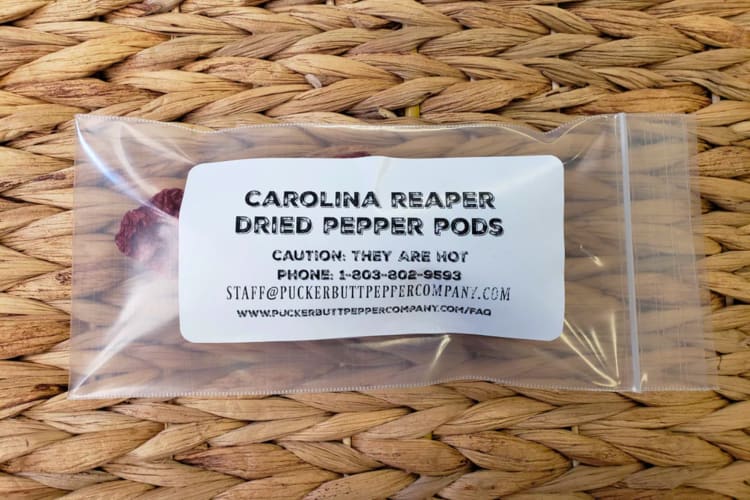 CAROLINA REAPER
DRIED PEPPER PODS
CAUTION: THEY ARE HOT
PHONE: 1-803-802-9593
STAFF@PUCKERBUTTPEPPERCOMPANY.COM
WWW.PUCKERBUTTPEPPERCOMPANY.COM/FAQ